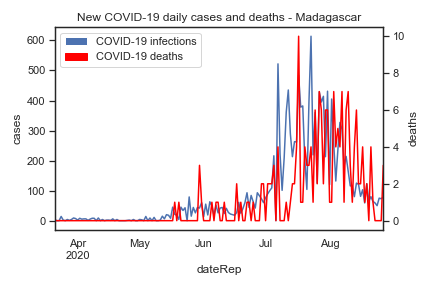 New COVID-19 daily cases and deaths - Madagascar
COVID-19 infections
COVID-19 deaths
600
500
400
300
200
100
0
cases
10
8
6
4
2
0
deaths
Apr
2020
May
Jun
Jul
Aug
dateRep